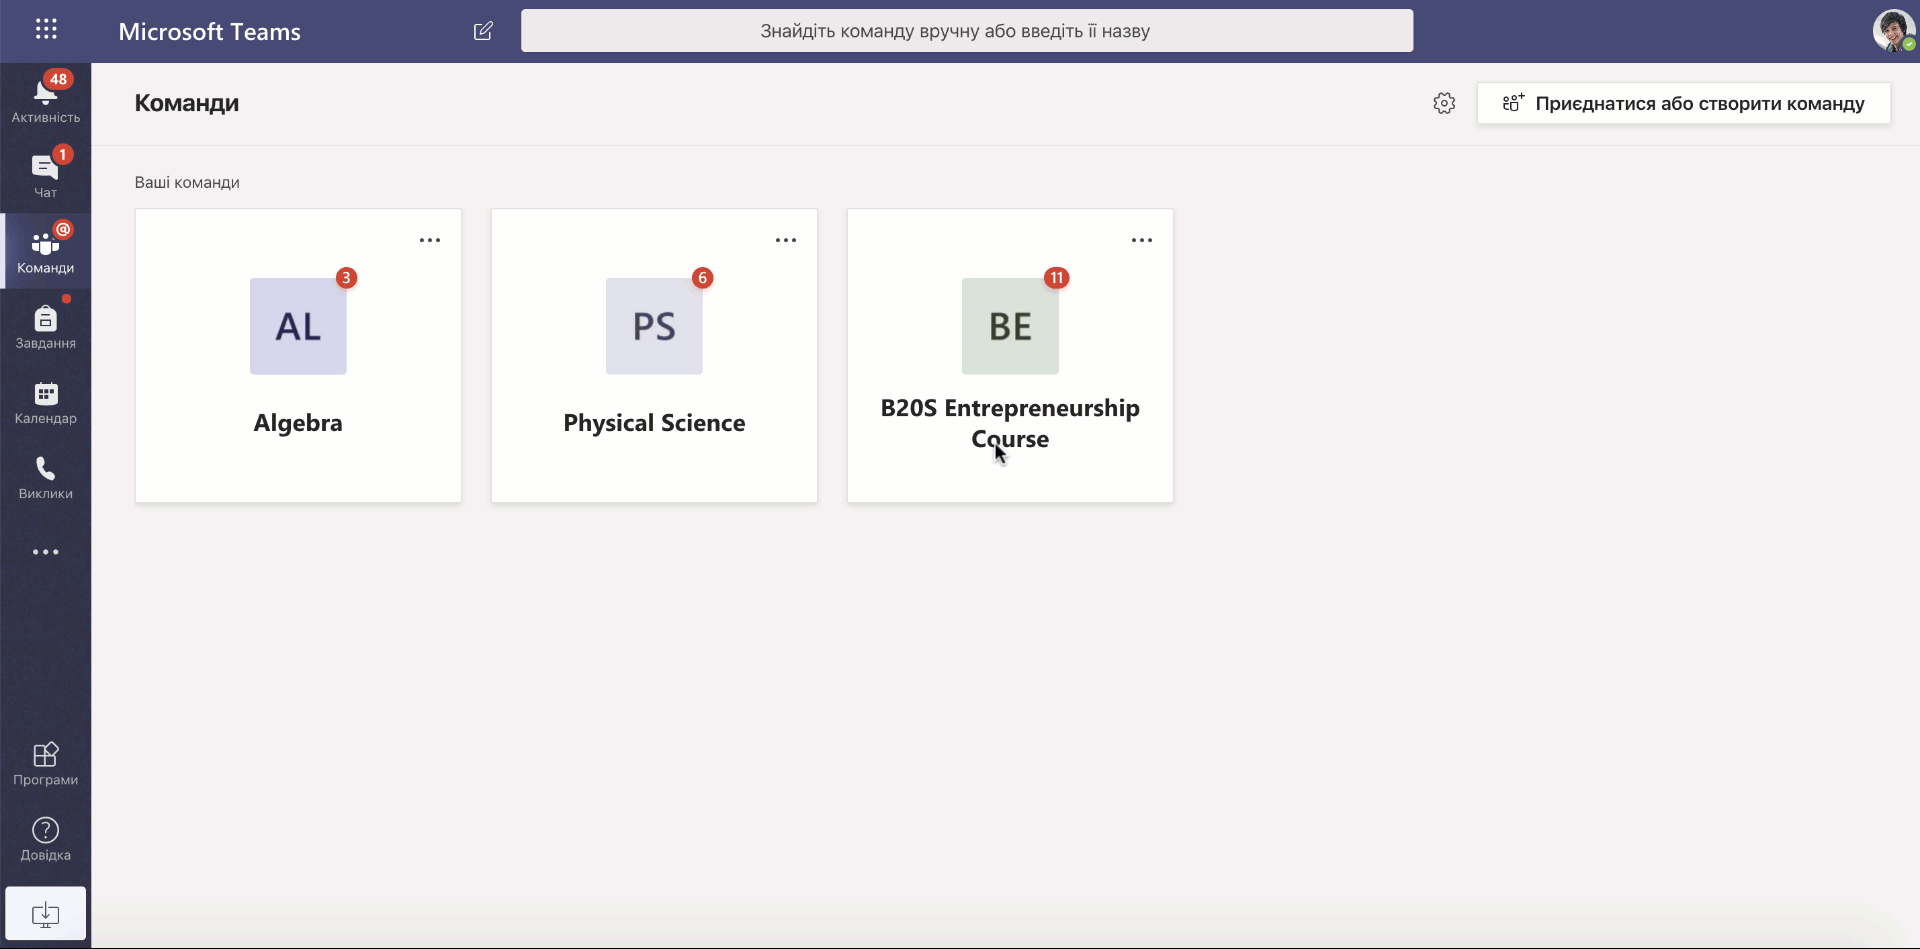 Microsoft Teams
Знайдіть команду вручну або введіть її назву
48
Активність
1
Чат
@
Команди
Завдання
Календар
Виклики
Програми
?
Довідка
Команди
Приєднатися або створити команду
Ваші команди
3
AL
Algebra
6
PS
Physical Science
11
BE
B20S Entrepreneurship
Course